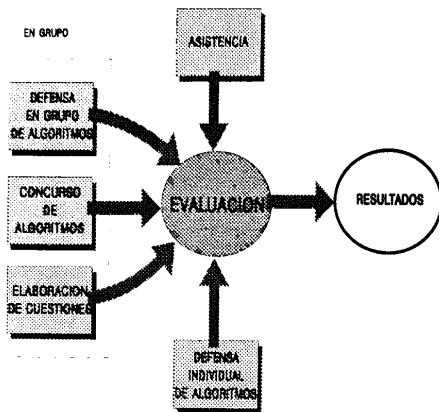 EN GRUPO
ASISTENCIA
DEFENSA
EN GRUPO
DE ALGORITMOS
CONCURSO
DE
ALGORITMOS
EVALUACION
RESULTADOS
ELABORACION
DE CUESTIONES
DEFENSA
INDIVIDUAL
DE ALGORITMOS